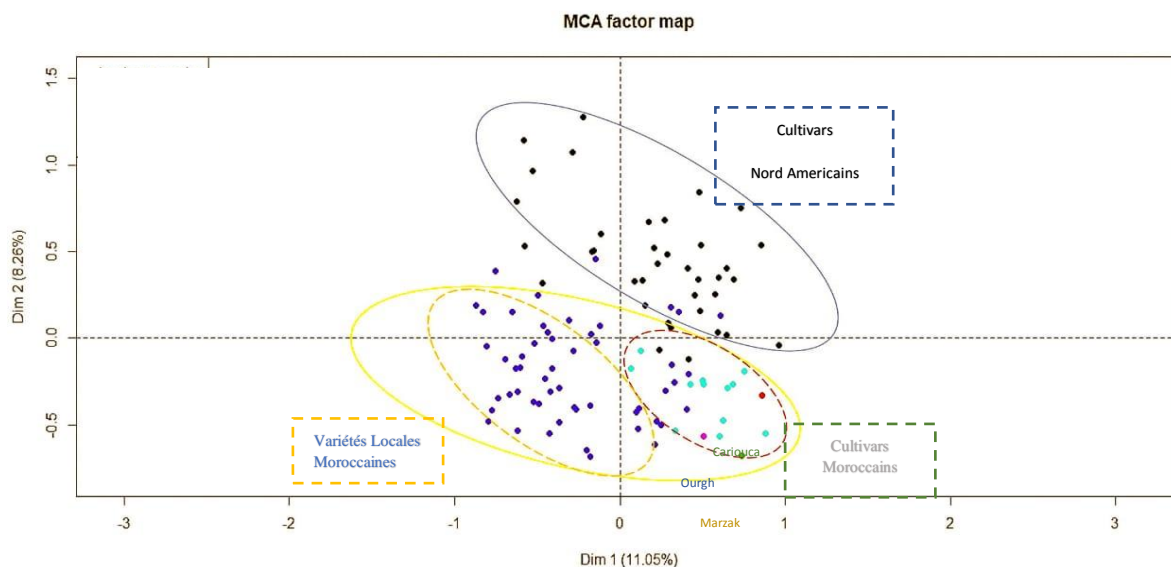 MCA factor map
Cultivars
Nord Americains
1.5
1.0
0.5
0.0
-0.5
Dim 2 (8.26%)
Variétés Locales
Moroccaines
Cariouca
Cultivars
Moroccains
Ourgh
Marzak
-3
-2
-1
0
1
2
3
Dim 1 (11.05%)